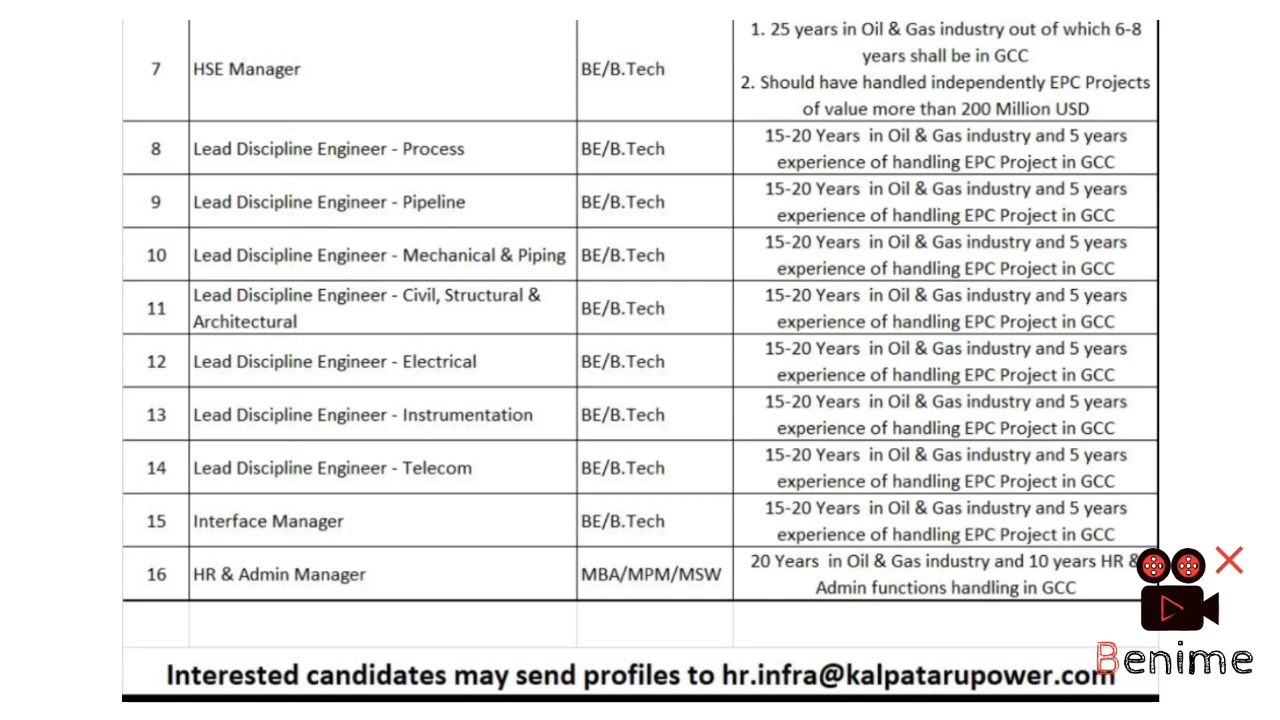 1. 25 years in Oil & Gas industry out of which 6-8
years shall be in GCC
7 HSE Manager BE/B.Tech
2. Should have handled independently EPC Projects
of value more than 200 Million USD
8 Lead Discipline Engineer - Process BE/B.Tech 15-20 Years in Oil & Gas industry and 5 years
experience of handling EPC Project in GCC
9 Lead Discipline Engineer - Pipeline BE/B.Tech 15-20 Years in Oil & Gas industry and 5 years
experience of handling EPC Project in GCC
10 Lead Discipline Engineer - Mechanical & Piping BE/B.Tech 15-20 Years in Oil & Gas industry and 5 years
experience of handling EPC Project in GCC
11 Lead Discipline Engineer - Civil, Structural & BE/B.Tech 15-20 Years in Oil & Gas industry and 5 years
Architectural experience of handling EPC Project in GCC
12 Lead Discipline Engineer - Electrical BE/B.Tech 15-20 Years in Oil & Gas industry and 5 years
experience of handling EPC Project in GCC
13 Lead Discipline Engineer - Instrumentation BE/B.Tech 15-20 Years in Oil & Gas industry and 5 years
experience of handling EPC Project in GCC
14 Lead Discipline Engineer - Telecom BE/B.Tech 15-20 Years in Oil & Gas industry and 5 years
experience of handling EPC Project in GCC
15 Interface Manager BE/B.Tech 15-20 Years in Oil & Gas industry and 5 years
experience of handling EPC Project in GCC
16 HR & Admin Manager MBA/MPM/MSW 20 Years in Oil & Gas industry and 10 years HR &
Admin functions handling in GCC
Interested candidates may send profiles to hr.infra@kalpatarupower.com
Benime